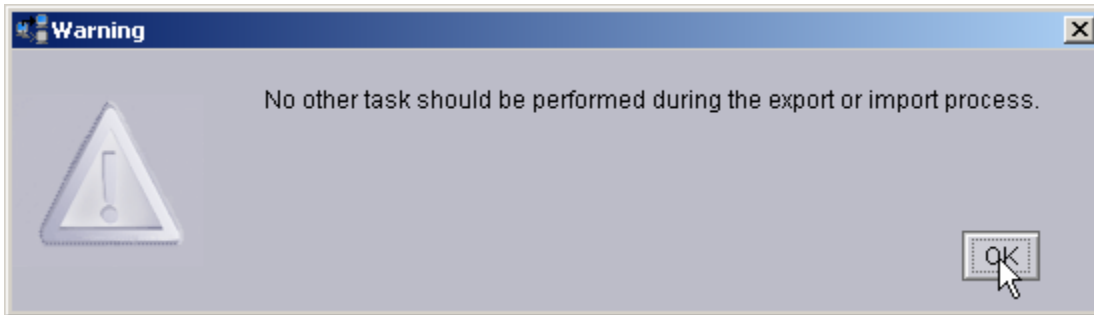 Warning
No other task should be performed during the export or import process.
OK